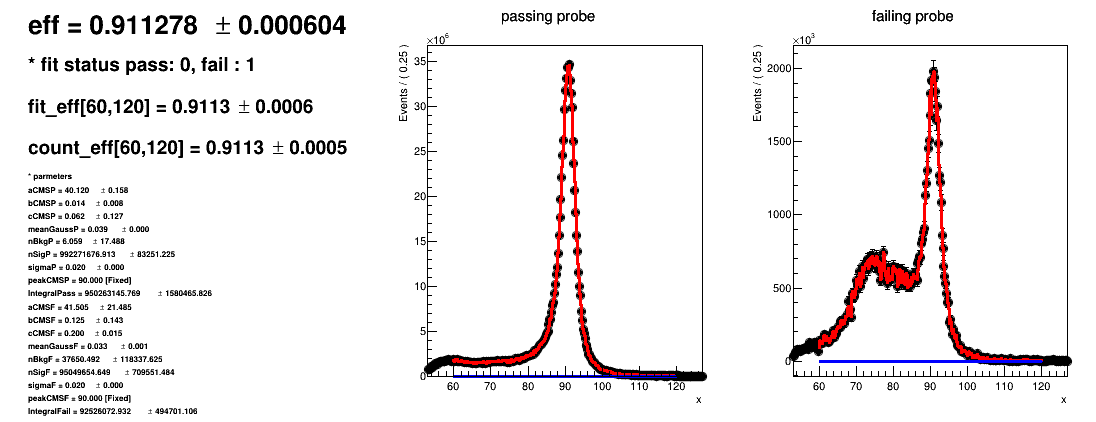 eff = 0.911278 ± 0.000604
* fit status pass: 0, fail : 1
fit_eff[60,120] = 0.9113 ± 0.0006
count_eff[60,120] = 0.9113 ± 0.0005
* parmeters
aCMSP = 40.120 ± 0.158
bCMSP = 0.014 ± 0.008
cCMSP = 0.062 ± 0.127
meanGaussP = 0.039 ± 0.000
nBkgP = 6.059 ± 17.488
nSigP = 992271676.913 ± 83251.225
sigmaP = 0.020 ± 0.000
peakCMSP = 90.000 [Fixed]
IntegralPass = 950263145.769 ± 1580465.826
aCMSF = 41.505 ± 21.485
bCMSF = 0.125 ± 0.143
cCMSF = 0.200 ± 0.015
meanGaussF = 0.033 ± 0.001
nBkgF = 37650.492 ± 118337.625
nSigF = 95049654.649 ± 709551.484
sigmaF = 0.020 ± 0.000
peakCMSF = 90.000 [Fixed]
IntegralFail = 92526072.932 ± 494701.106
passing probe
×10⁶
Events / ( 0.25 )
35
30
25
20
15
10
5
0
60 70 80 90 100 110 120
x
failing probe
×10³
Events / ( 0.25 )
2000
1500
1000
500
0
60 70 80 90 100 110 120
x